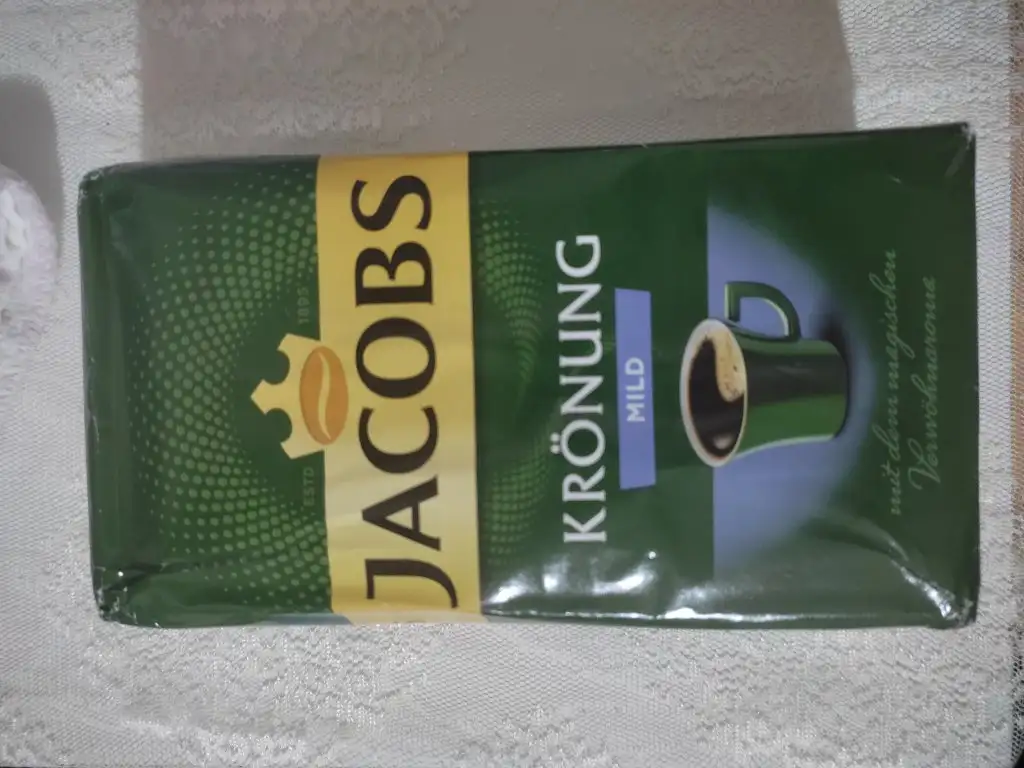 ESTD 1895
JACOBS
KRÖNUNG
MILD
mit dem magischen
Verwöhnaroma